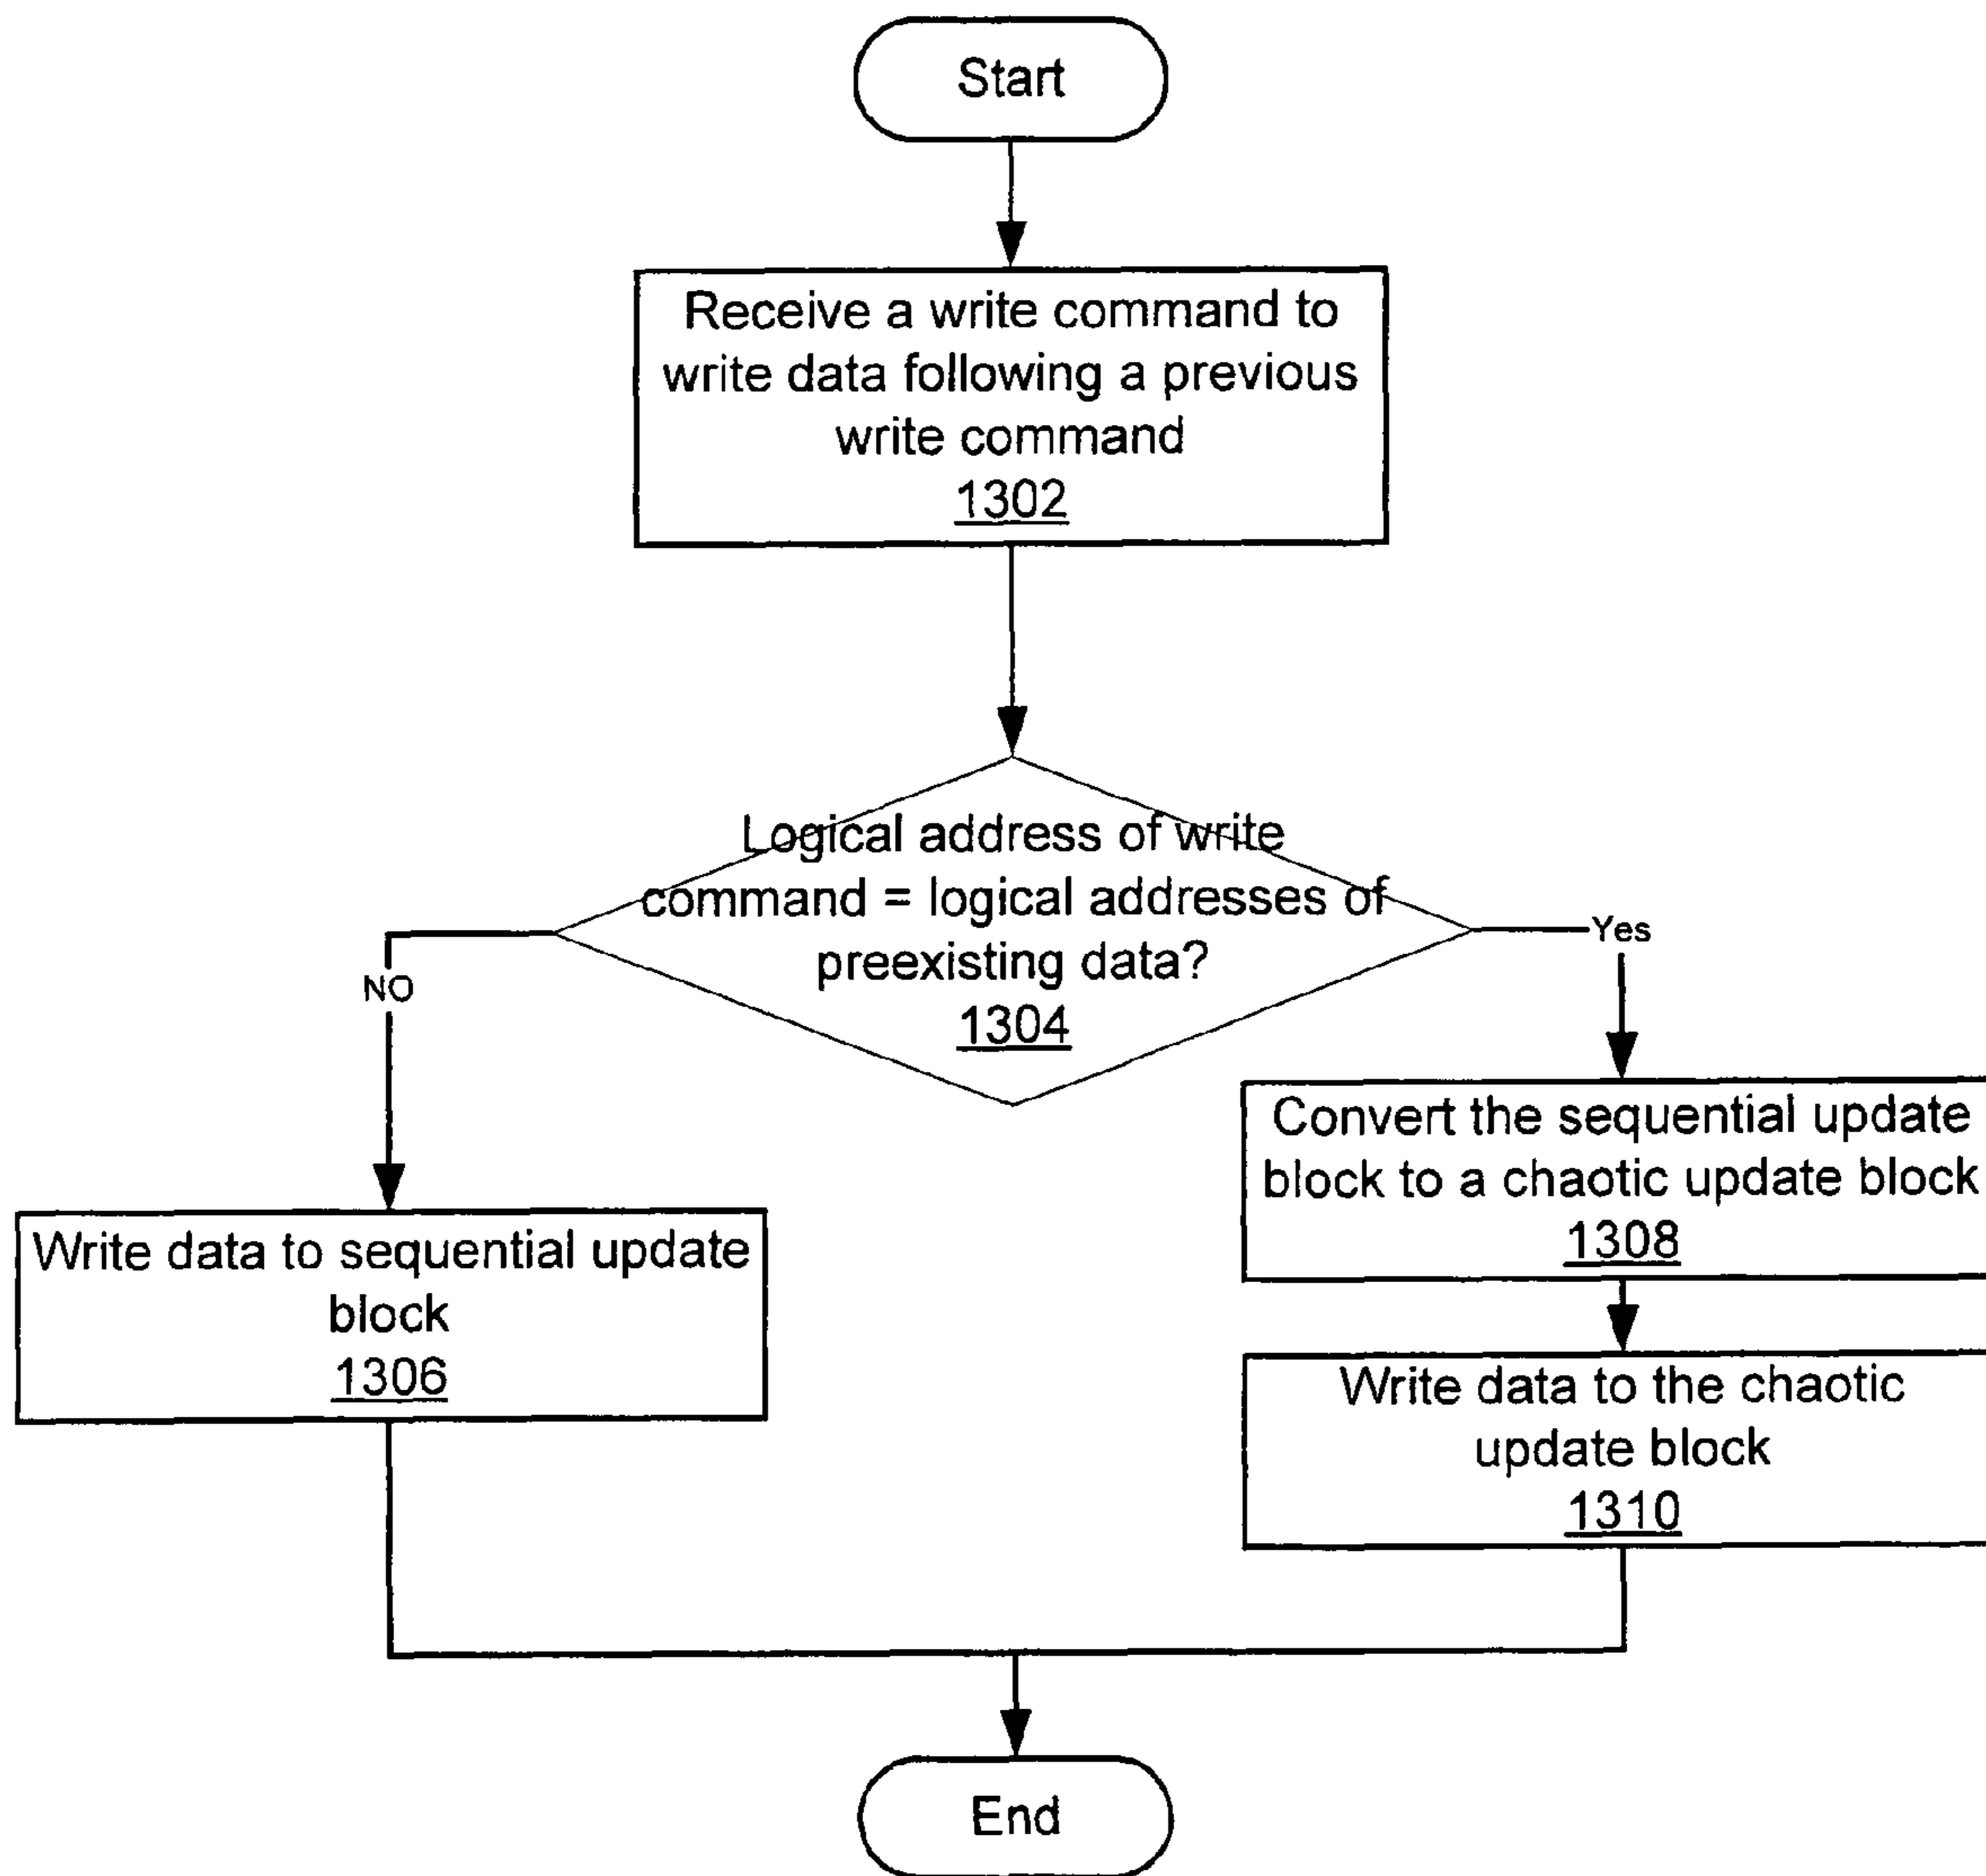 Start
Receive a write command to
write data following a previous
write command
1302
Logical address of write
command = logical addresses of
preexisting data?
1304
Yes
NO
Convert the sequential update
block to a chaotic update block
1308
Write data to sequential update
block
1306
Write data to the chaotic
update block
1310
End